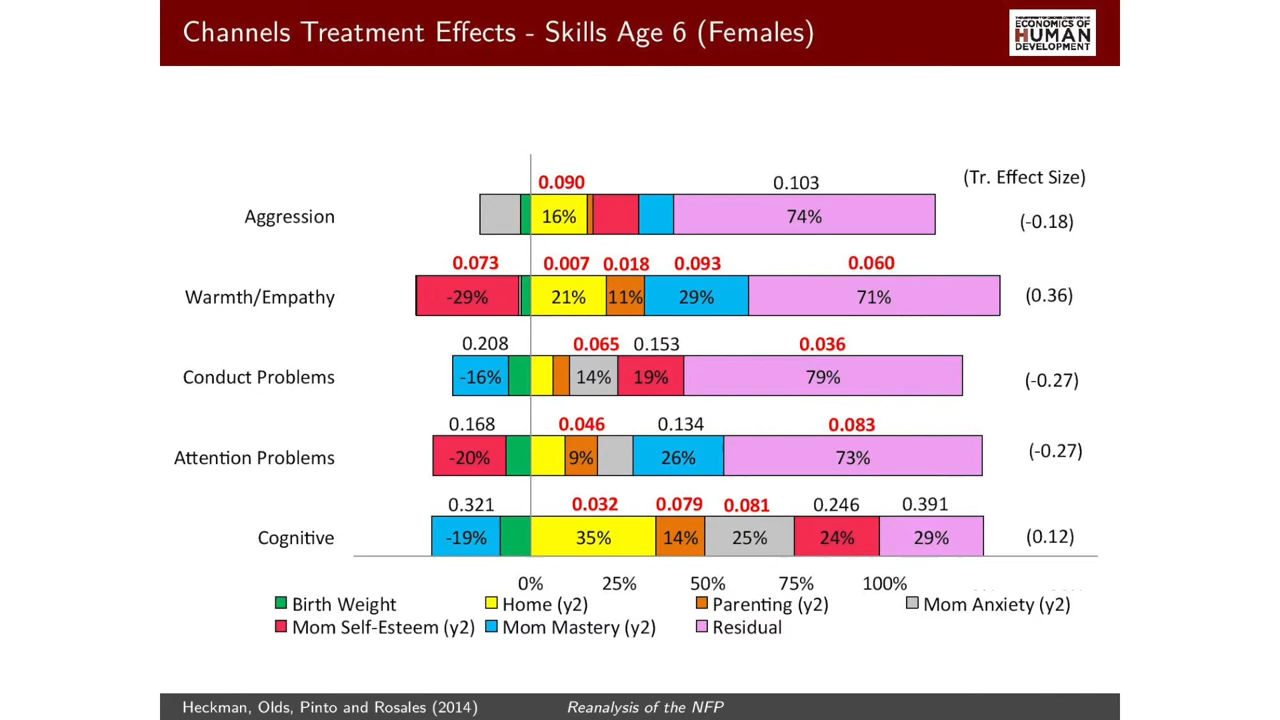 Channels Treatment Effects - Skills Age 6 (Females)
ECONOMICS OF
HUMAN
DEVELOPMENT
(Tr. Effect Size)
0.090 0.103
Aggression 16% 74% (-0.18)
0.073 0.007 0.018 0.093 0.060
Warmth/Empathy -29% 21% 11% 29% 71% (0.36)
0.208 0.065 0.153 0.036
Conduct Problems -16% 14% 19% 79% (-0.27)
0.168 0.046 0.134 0.083
Attention Problems -20% 9% 26% 73% (-0.27)
0.321 0.032 0.079 0.081 0.246 0.391
Cognitive -19% 35% 14% 25% 24% 29% (0.12)
0% 25% 50% 75% 100%
Birth Weight Home (y2) Parenting (y2) Mom Anxiety (y2)
Mom Self-Esteem (y2) Mom Mastery (y2) Residual
Heckman, Olds, Pinto and Rosales (2014) Reanalysis of the NFP